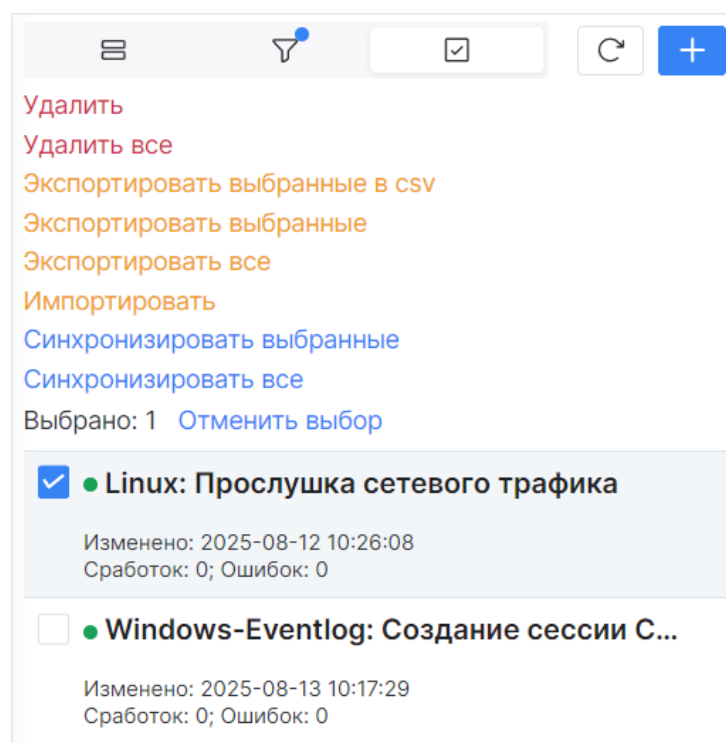 Удалить
Удалить все
Экспортировать выбранные в csv
Экспортировать выбранные
Экспортировать все
Импортировать
Синхронизировать выбранные
Синхронизировать все
Выбрано: 1 Отменить выбор
Linux: Прослушка сетевого трафика
Изменено: 2025-08-12 10:26:08
Сработок: 0; Ошибок: 0
Windows-Eventlog: Создание сессии С...
Изменено: 2025-08-13 10:17:29
Сработок: 0; Ошибок: 0